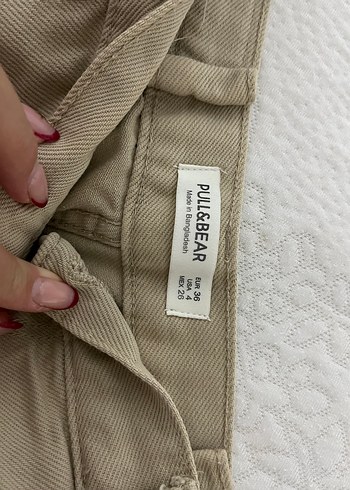 PULL&BEAR
Made in Bangladesh
EUR 36
USA 4
MEX 26